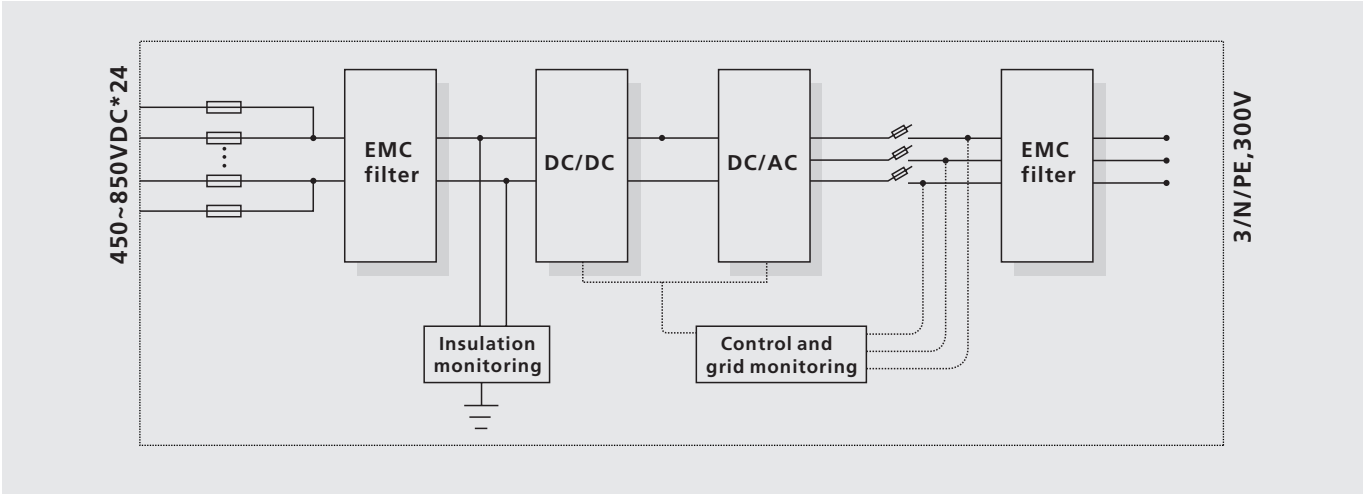 450~850VDC*24
EMC
filter
DC/DC
DC/AC
EMC
filter
3/N/PE,300V
Insulation
monitoring
Control and
grid monitoring